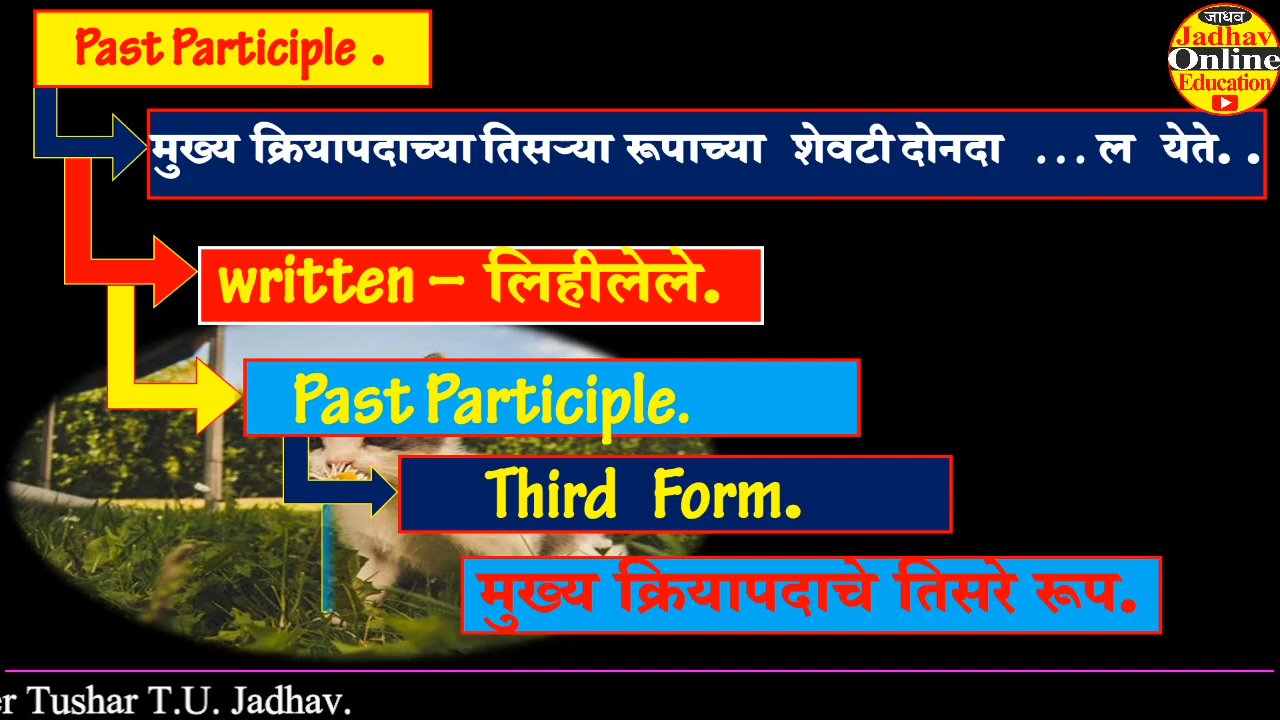 Past Participle .
जाधव
Jadhav
Online
Education
मुख्य क्रियापदाच्या तिसऱ्या रूपाच्या शेवटी दोनदा ...ल येते. .
written – लिहीलेले.
Past Participle.
Third Form.
मुख्य क्रियापदाचे तिसरे रूप.
er Tushar T.U. Jadhav.